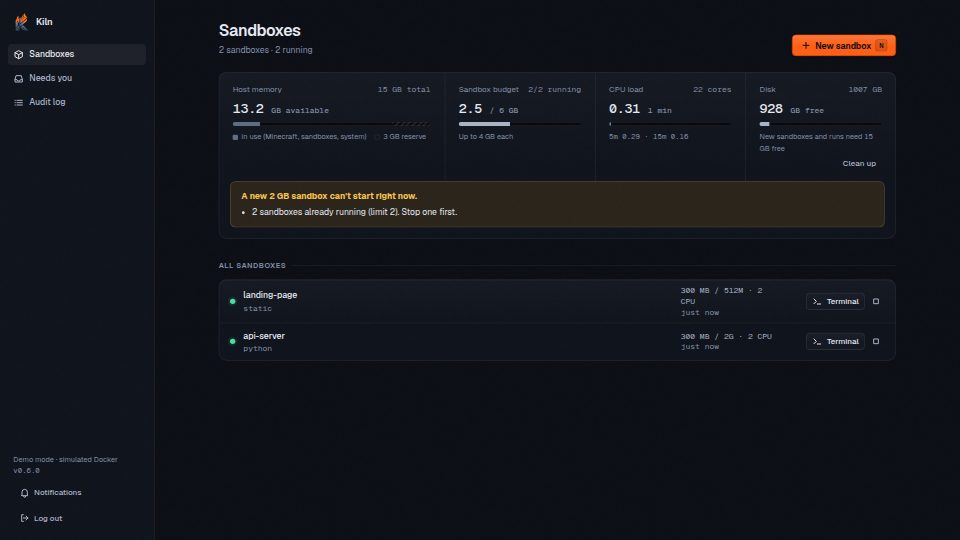 Kiln
Sandboxes
Needs you
Audit log
Demo mode · simulated Docker
v0.6.0
Notifications
Log out
Sandboxes
2 sandboxes · 2 running
New sandbox N
Host memory 15 GB total
13.2 GB available
In use (Minecraft, sandboxes, system) 3 GB reserve
Sandbox budget 2/2 running
2.5 / 6 GB
Up to 4 GB each
CPU load 22 cores
0.31 1 min
5m 0.29 · 15m 0.16
Disk 1007 GB
928 GB free
New sandboxes and runs need 15
GB free
Clean up
A new 2 GB sandbox can't start right now.
• 2 sandboxes already running (limit 2). Stop one first.
ALL SANDBOXES
landing-page
static
300 MB / 512M · 2
CPU
just now
Terminal
api-server
python
300 MB / 2G · 2 CPU
just now
Terminal